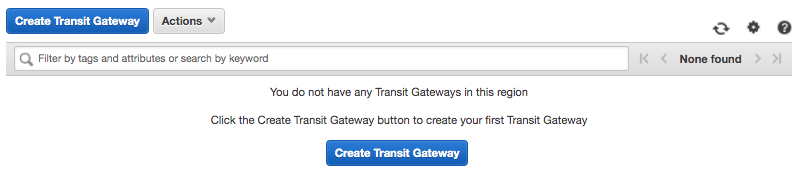 Create Transit Gateway Actions
Filter by tags and attributes or search by keyword None found
You do not have any Transit Gateways in this region
Click the Create Transit Gateway button to create your first Transit Gateway
Create Transit Gateway